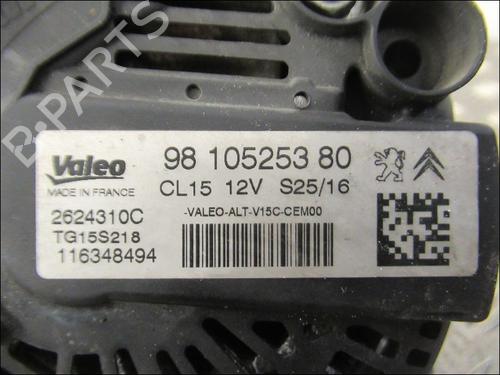 B-PARTS
Valeo
MADE IN FRANCE
98 105253 80
CL15 12V S25/16
2624310C
TG15S218
116348494
-VALEO-ALT-V15C-CEM00